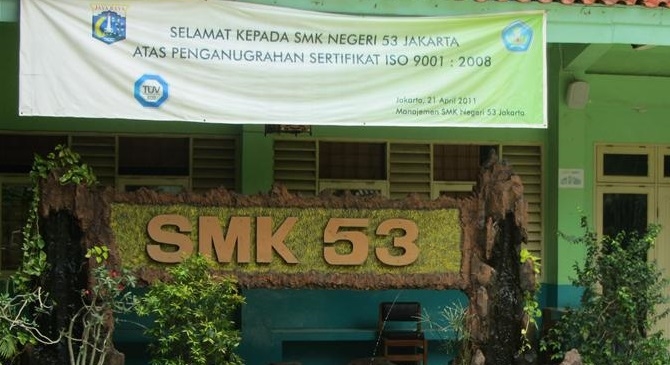 SELAMAT KEPADA SMK NEGERI 53 JAKARTA
ATAS PENGANUGRAHAN SERTIFIKAT ISO 9001 : 2008
TUV
Jakarta, 21 April 2011
Manajemen SMK Negeri 53 Jakarta
SMK 53